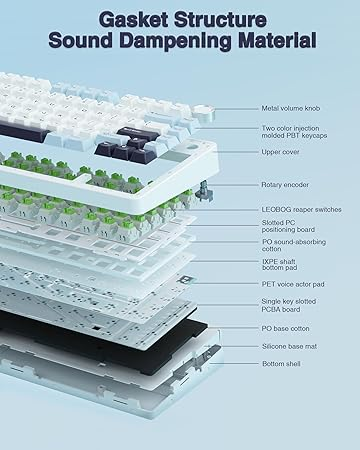 Gasket Structure
Sound Dampening Material
Metal volume knob
Two color injection
molded PBT keycaps
Upper cover
Rotary encoder
LEOBOG reaper switches
Slotted PC
positioning board
PO sound-absorbing
cotton
IXPE shaft
bottom pad
PET voice actor pad
Single key slotted
PCBA board
PO base cotton
Silicone base mat
Bottom shell